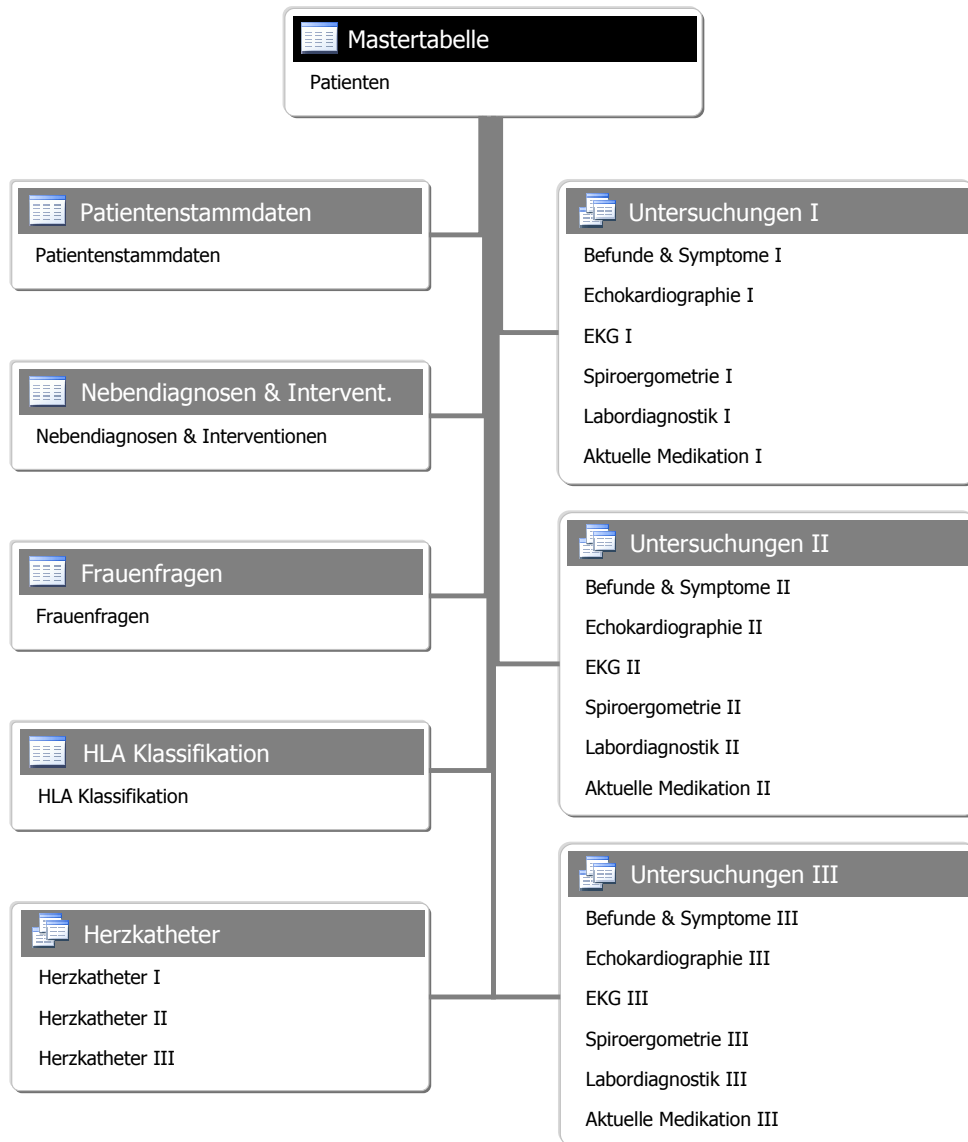 Mastertabelle
Patienten
Patientenstammdaten
Patientenstammdaten
Nebendiagnosen & Intervent.
Nebendiagnosen & Interventionen
Frauenfragen
Frauenfragen
HLA Klassifikation
HLA Klassifikation
Herzkatheter
Herzkatheter I
Herzkatheter II
Herzkatheter III
Untersuchungen I
Befunde & Symptome I
Echokardiographie I
EKG I
Spiroergometrie I
Labordiagnostik I
Aktuelle Medikation I
Untersuchungen II
Befunde & Symptome II
Echokardiographie II
EKG II
Spiroergometrie II
Labordiagnostik II
Aktuelle Medikation II
Untersuchungen III
Befunde & Symptome III
Echokardiographie III
EKG III
Spiroergometrie III
Labordiagnostik III
Aktuelle Medikation III